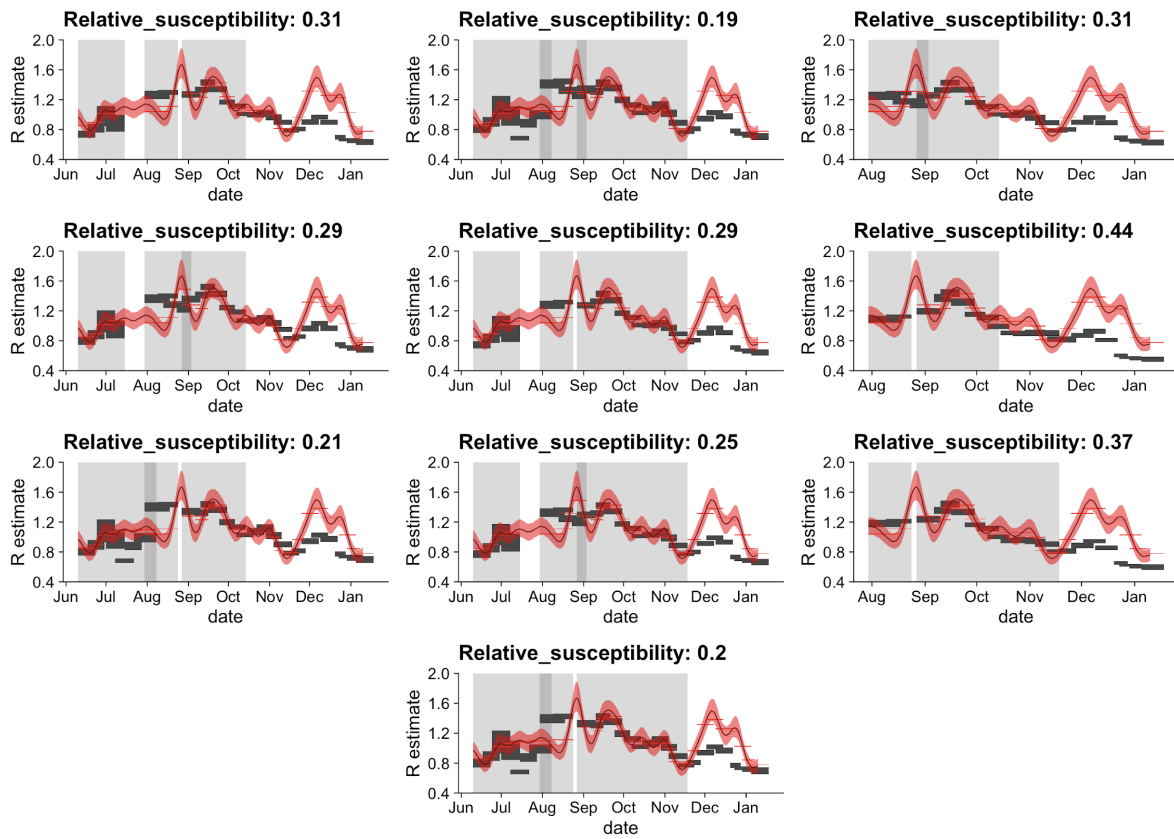 Relative_susceptibility: 0.31
2.0
1.6
1.2
0.8
0.4
R estimate
Jun Jul Aug Sep Oct Nov Dec Jan
date
Relative_susceptibility: 0.19
2.0
1.6
1.2
0.8
0.4
R estimate
Jun Jul Aug Sep Oct Nov Dec Jan
date
Relative_susceptibility: 0.31
2.0
1.6
1.2
0.8
0.4
R estimate
Aug Sep Oct Nov Dec Jan
date
Relative_susceptibility: 0.29
2.0
1.6
1.2
0.8
0.4
R estimate
Jun Jul Aug Sep Oct Nov Dec Jan
date
Relative_susceptibility: 0.29
2.0
1.6
1.2
0.8
0.4
R estimate
Jun Jul Aug Sep Oct Nov Dec Jan
date
Relative_susceptibility: 0.44
2.0
1.6
1.2
0.8
0.4
R estimate
Aug Sep Oct Nov Dec Jan
date
Relative_susceptibility: 0.21
2.0
1.6
1.2
0.8
0.4
R estimate
Jun Jul Aug Sep Oct Nov Dec Jan
date
Relative_susceptibility: 0.25
2.0
1.6
1.2
0.8
0.4
R estimate
Jun Jul Aug Sep Oct Nov Dec Jan
date
Relative_susceptibility: 0.37
2.0
1.6
1.2
0.8
0.4
R estimate
Aug Sep Oct Nov Dec Jan
date
Relative_susceptibility: 0.2
2.0
1.6
1.2
0.8
0.4
R estimate
Jun Jul Aug Sep Oct Nov Dec Jan
date